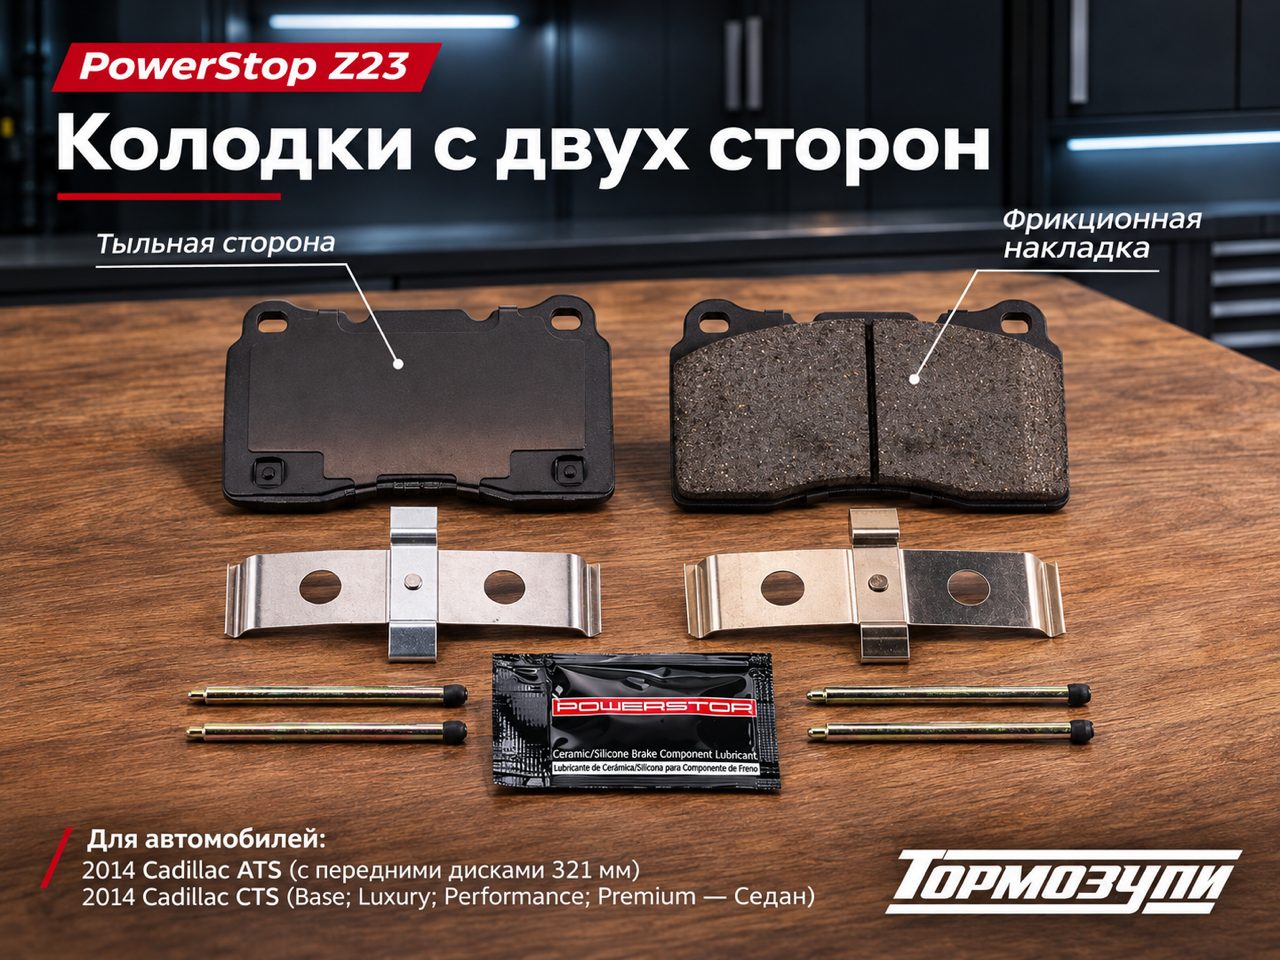 PowerStop Z23
Колодки с двух сторон
Тыльная сторона
Фрикционная
накладка
POWERSTOP
Ceramic/Silicone Brake Component Lubricant
Lubricante de Cerámica/Silicona para Componente de Freno
Для автомобилей:
2014 Cadillac ATS (с передними дисками 321 мм)
2014 Cadillac CTS (Base; Luxury; Performance; Premium — Седан)
ТОРМОЗУПИ